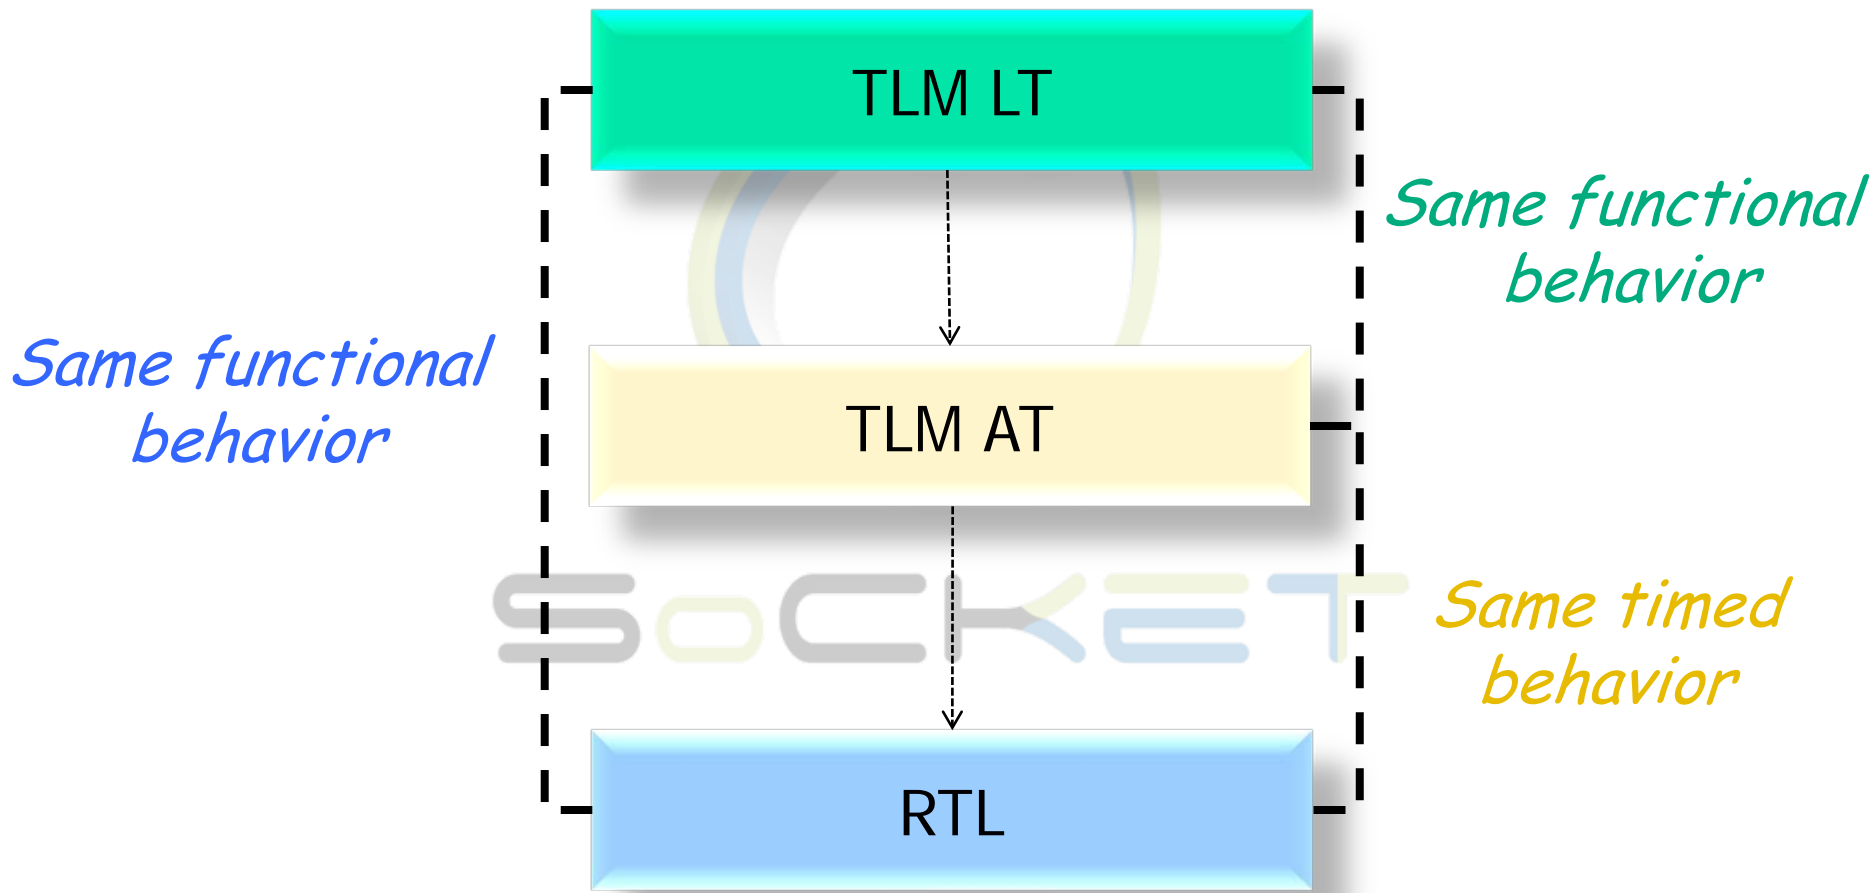 TLM LT
Same functional
behavior
Same functional
behavior
TLM AT
SoCKET
Same timed
behavior
RTL